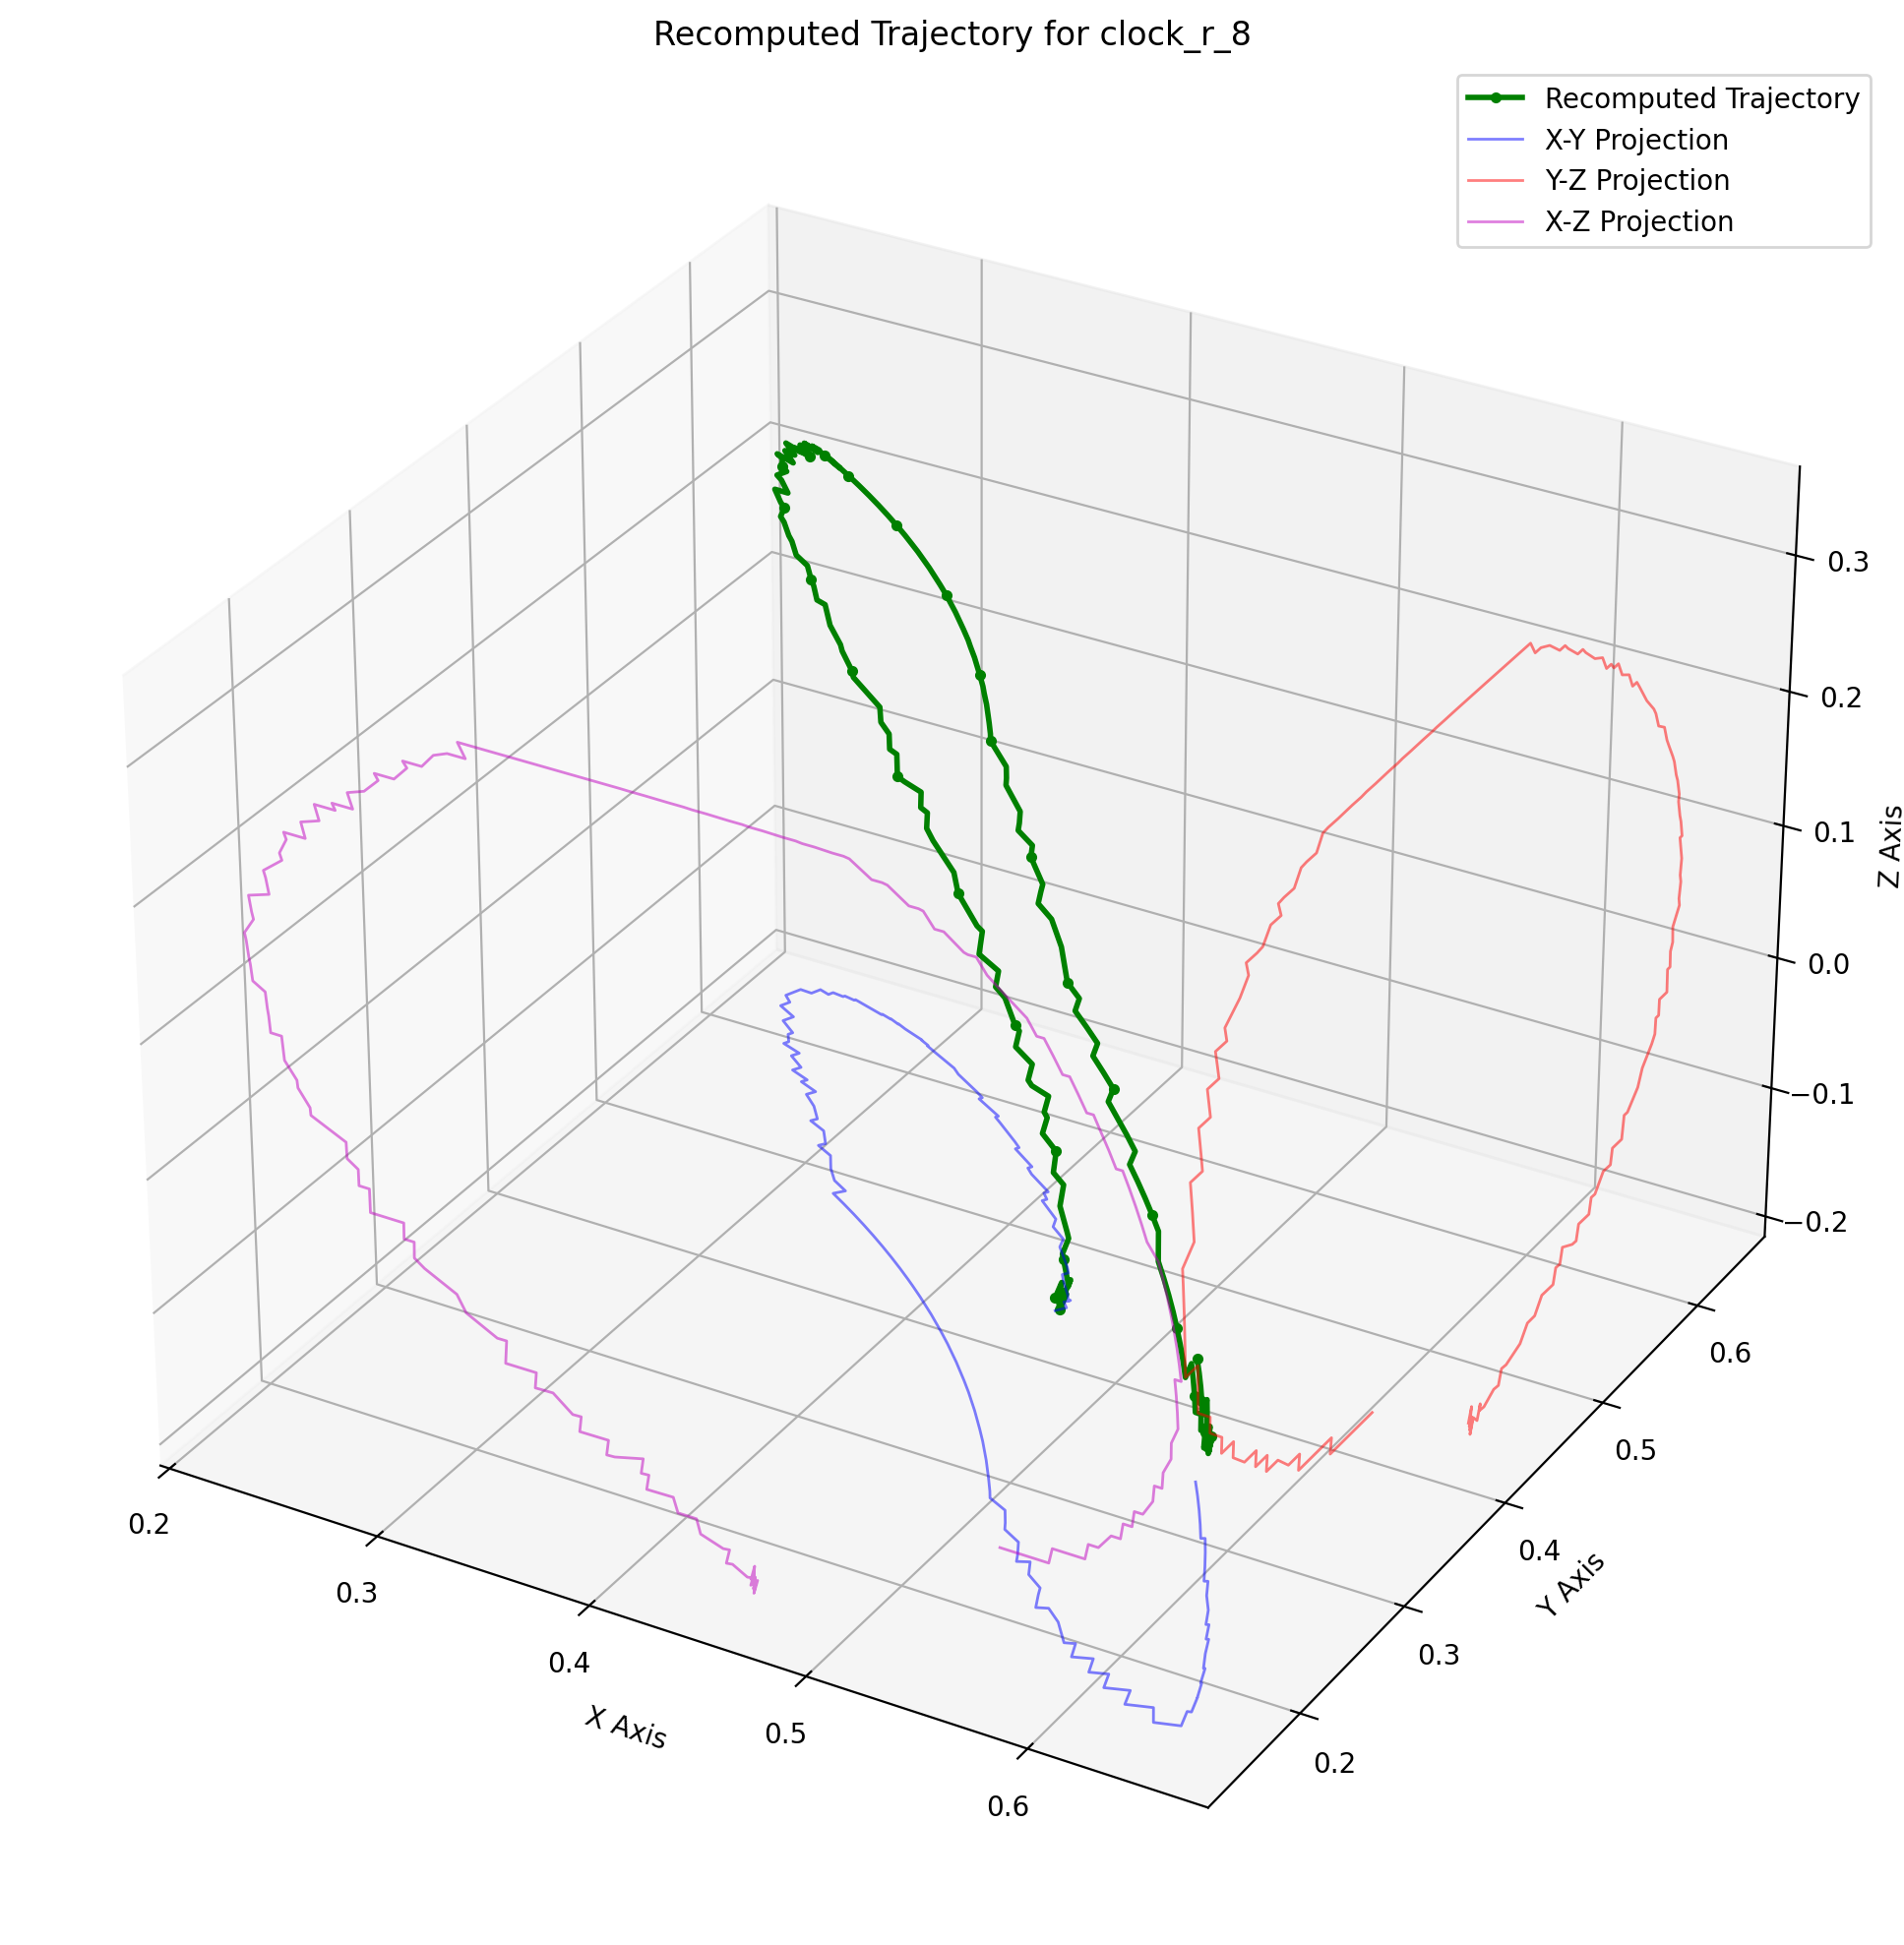 Recomputed Trajectory for clock_r_8
Recomputed Trajectory
X-Y Projection
Y-Z Projection
X-Z Projection
0.3
0.2
0.1
0.0
−0.1
−0.2
Z Axis
0.6
0.5
0.4
0.3
0.2
Y Axis
0.2
0.3
0.4
0.5
0.6
X Axis